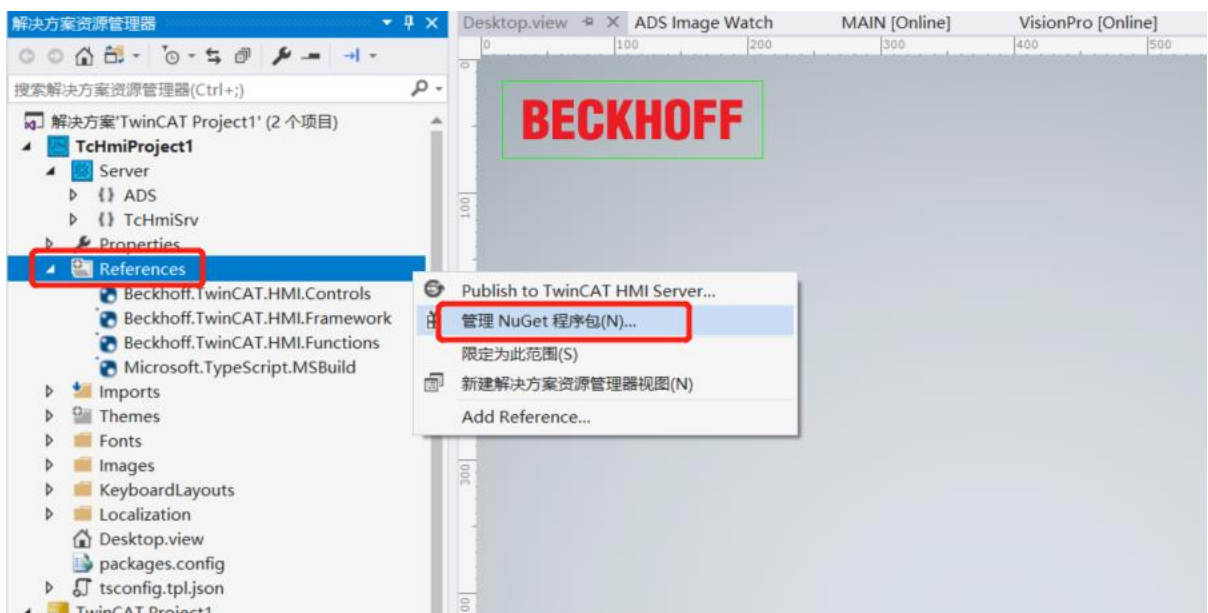 解决方案资源管理器
搜索解决方案资源管理器(Ctrl+;)
解决方案'TwinCAT Project1' (2 个项目)
TcHmiProject1
Server
{} ADS
{} TcHmiSrv
Properties
References
Beckhoff.TwinCAT.HMI.Controls
Beckhoff.TwinCAT.HMI.Framework
Beckhoff.TwinCAT.HMI.Functions
Microsoft.TypeScript.MSBuild
Imports
Themes
Fonts
Images
KeyboardLayouts
Localization
Desktop.view
packages.config
tsconfig.tpl.json
TwinCAT Project1
Desktop.view
ADS Image Watch
MAIN [Online]
VisionPro [Online]
0 100 200 300 400 500
0
100
300
BECKHOFF
Publish to TwinCAT HMI Server...
管理 NuGet 程序包(N)...
限定为此范围(S)
新建解决方案资源管理器视图(N)
Add Reference...